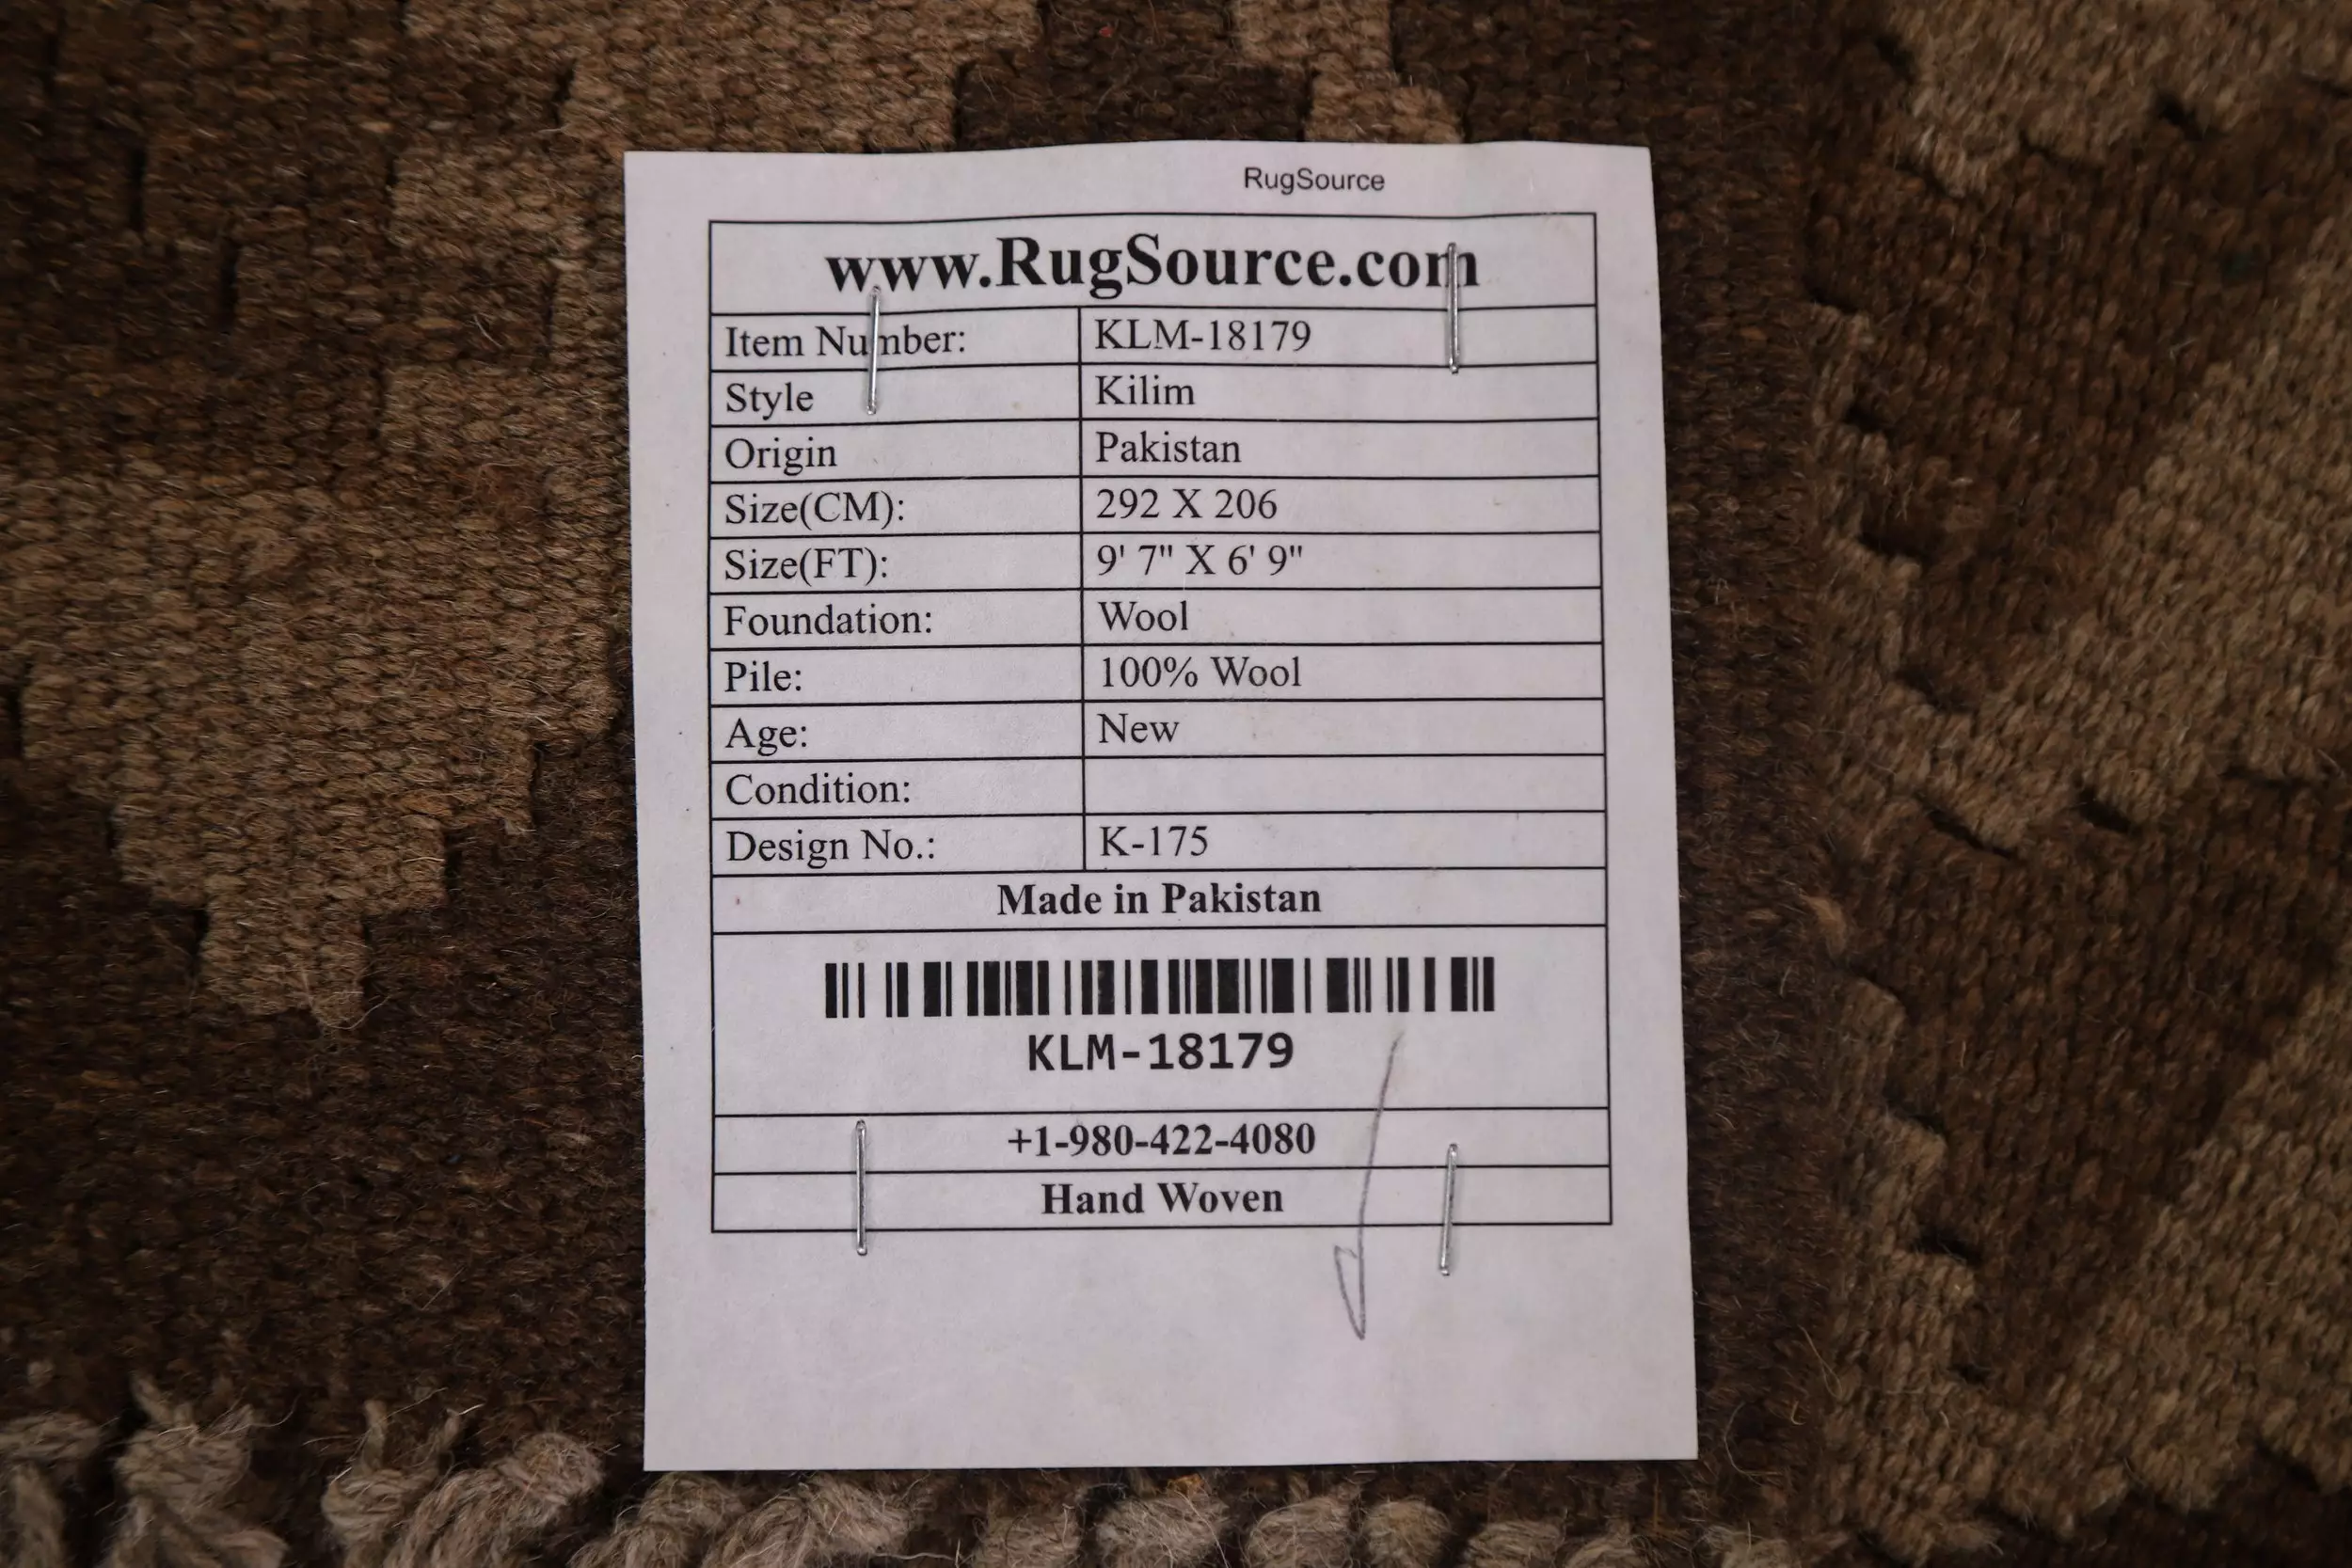 RugSource
www.RugSource.com
Item Number: KLM-18179
Style Kilim
Origin Pakistan
Size(CM): 292 X 206
Size(FT): 9' 7" X 6' 9"
Foundation: Wool
Pile: 100% Wool
Age: New
Condition:
Design No.: K-175
Made in Pakistan
KLM-18179
+1-980-422-4080
Hand Woven